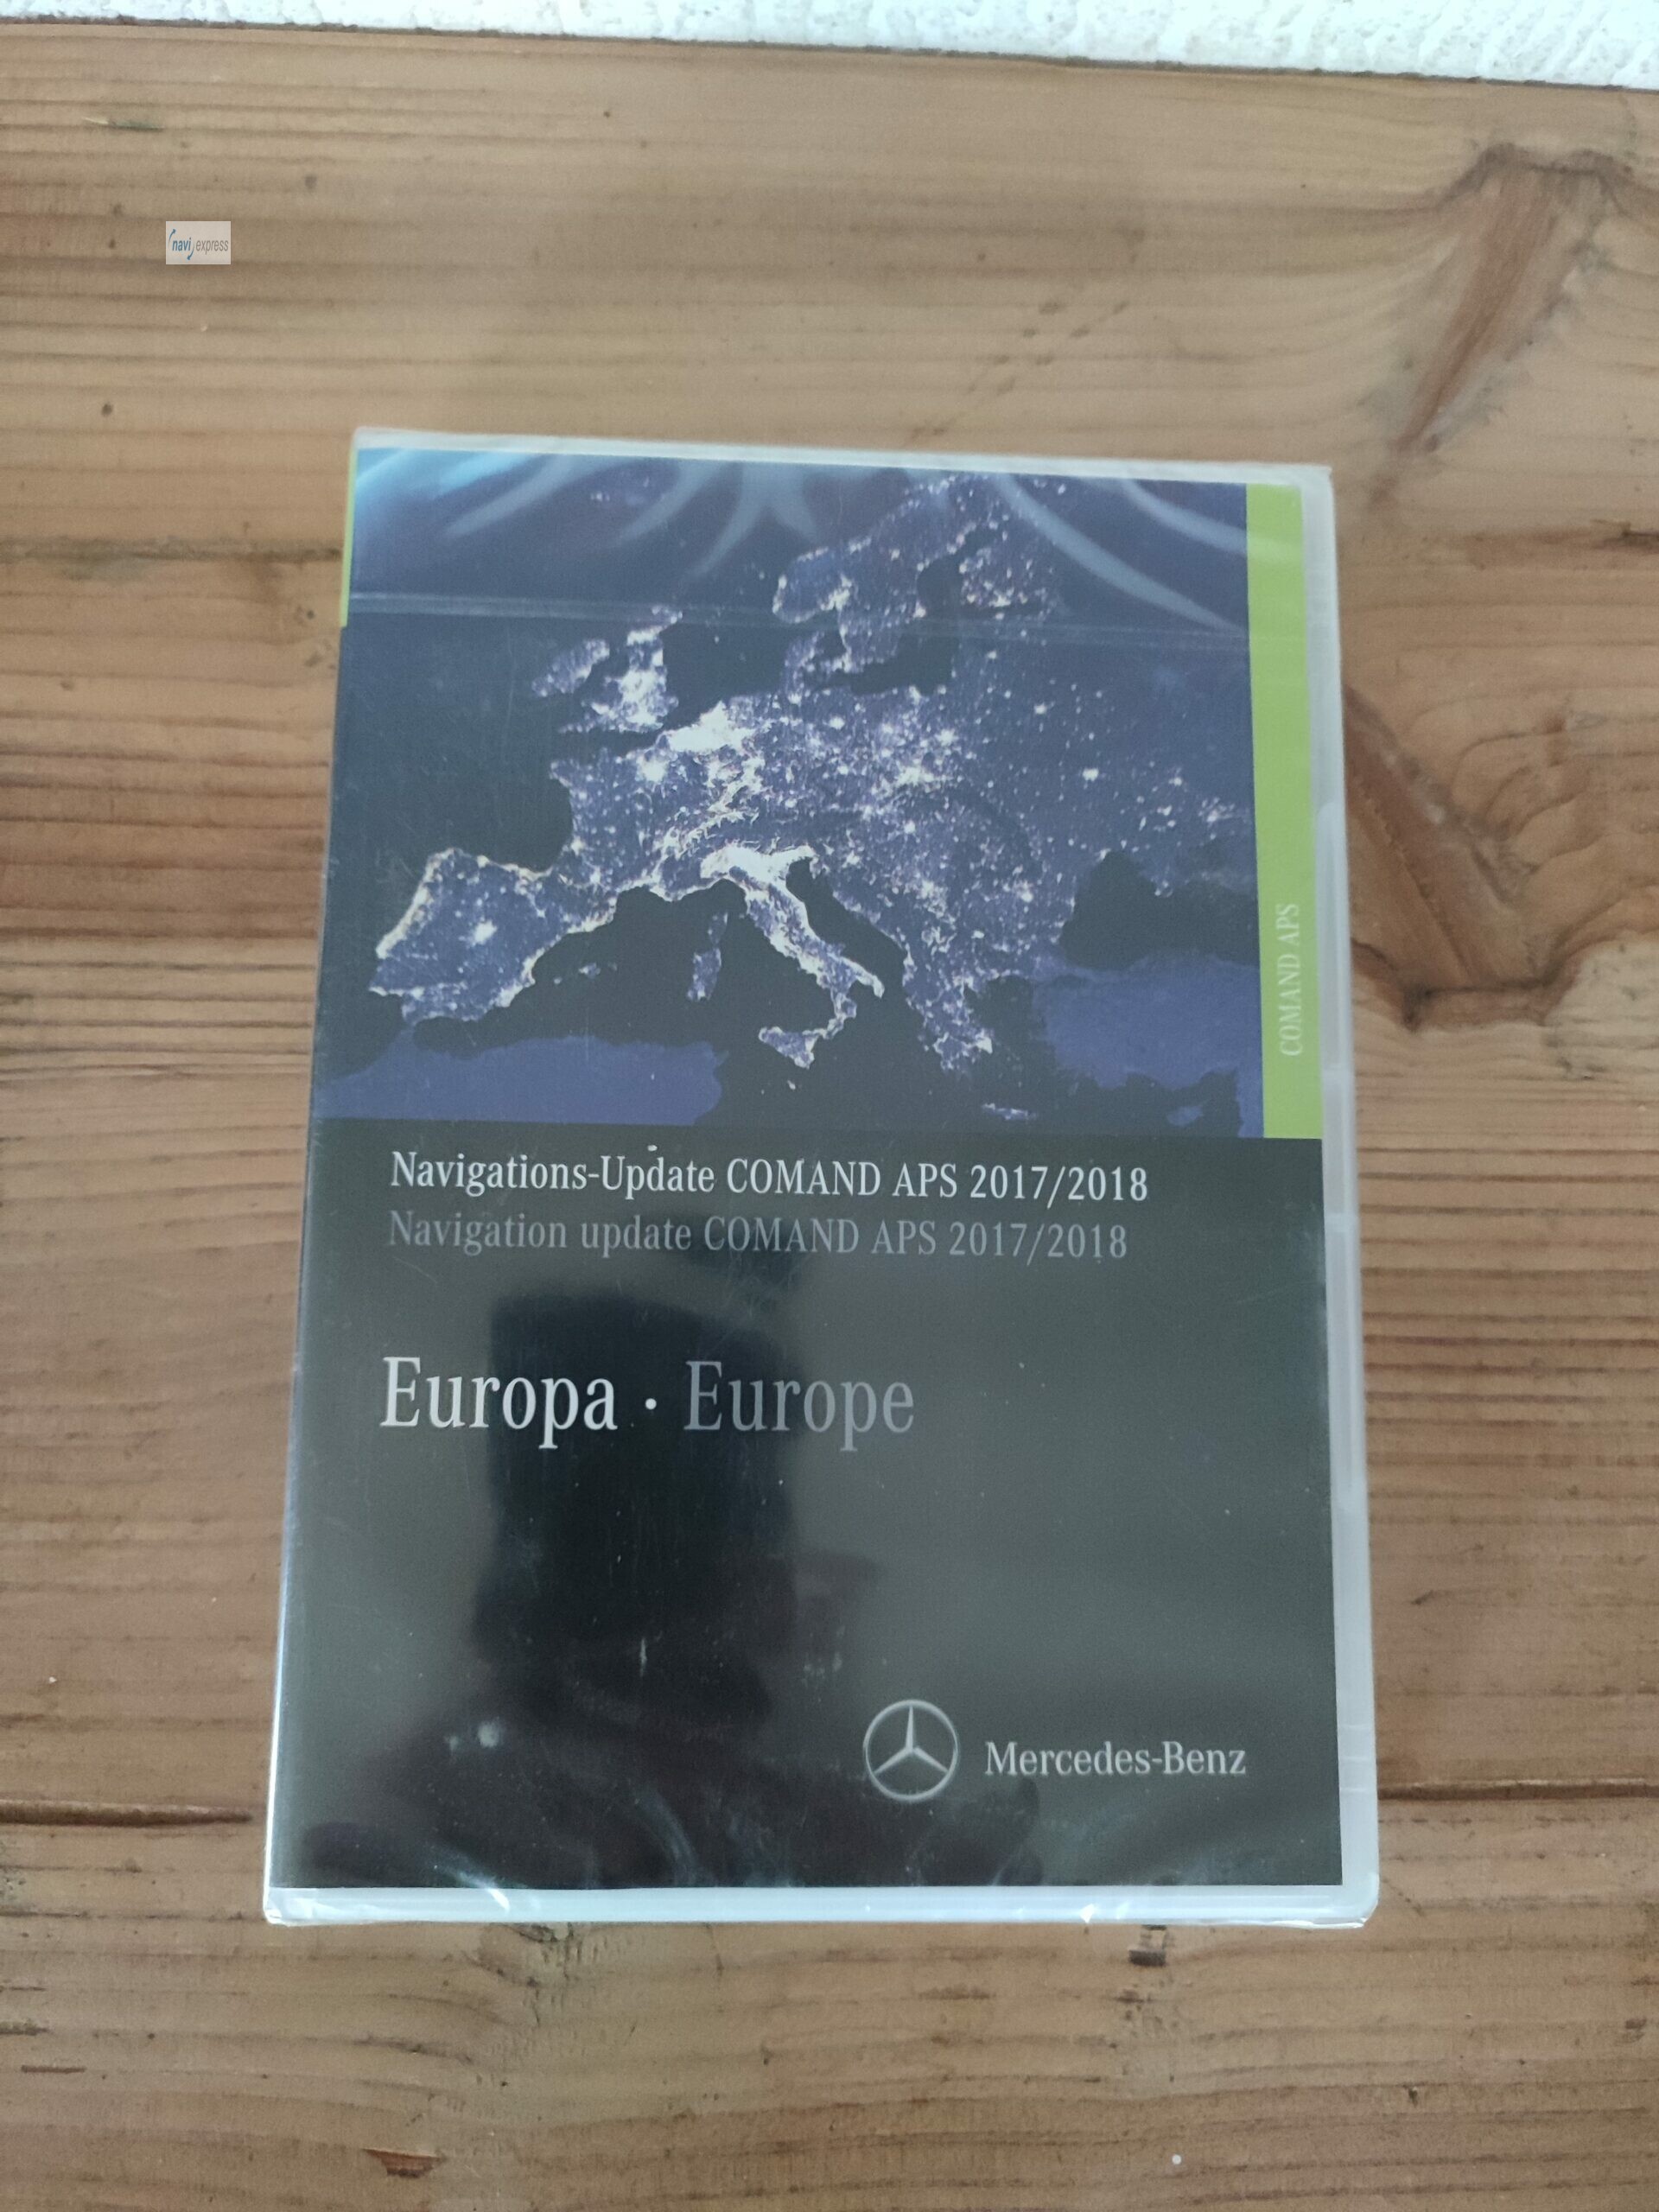 navi express
COMAND APS
Navigations-Update COMAND APS 2017/2018
Navigation update COMAND APS 2017/2018
Europa · Europe
Mercedes-Benz